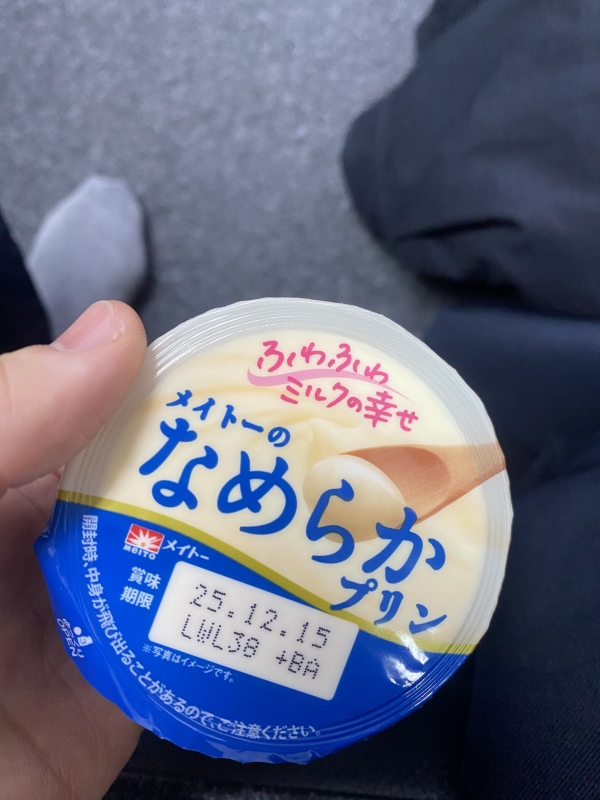 ふわふわ
ミルクの幸せ
メイトーの
なめらか
プリン
MEITO メイトー
賞味
期限
25.12.15
LWL38 +BA
※写真はイメージです。
開封時、中身が飛び出ることがあるので、ご注意ください。
OPEN